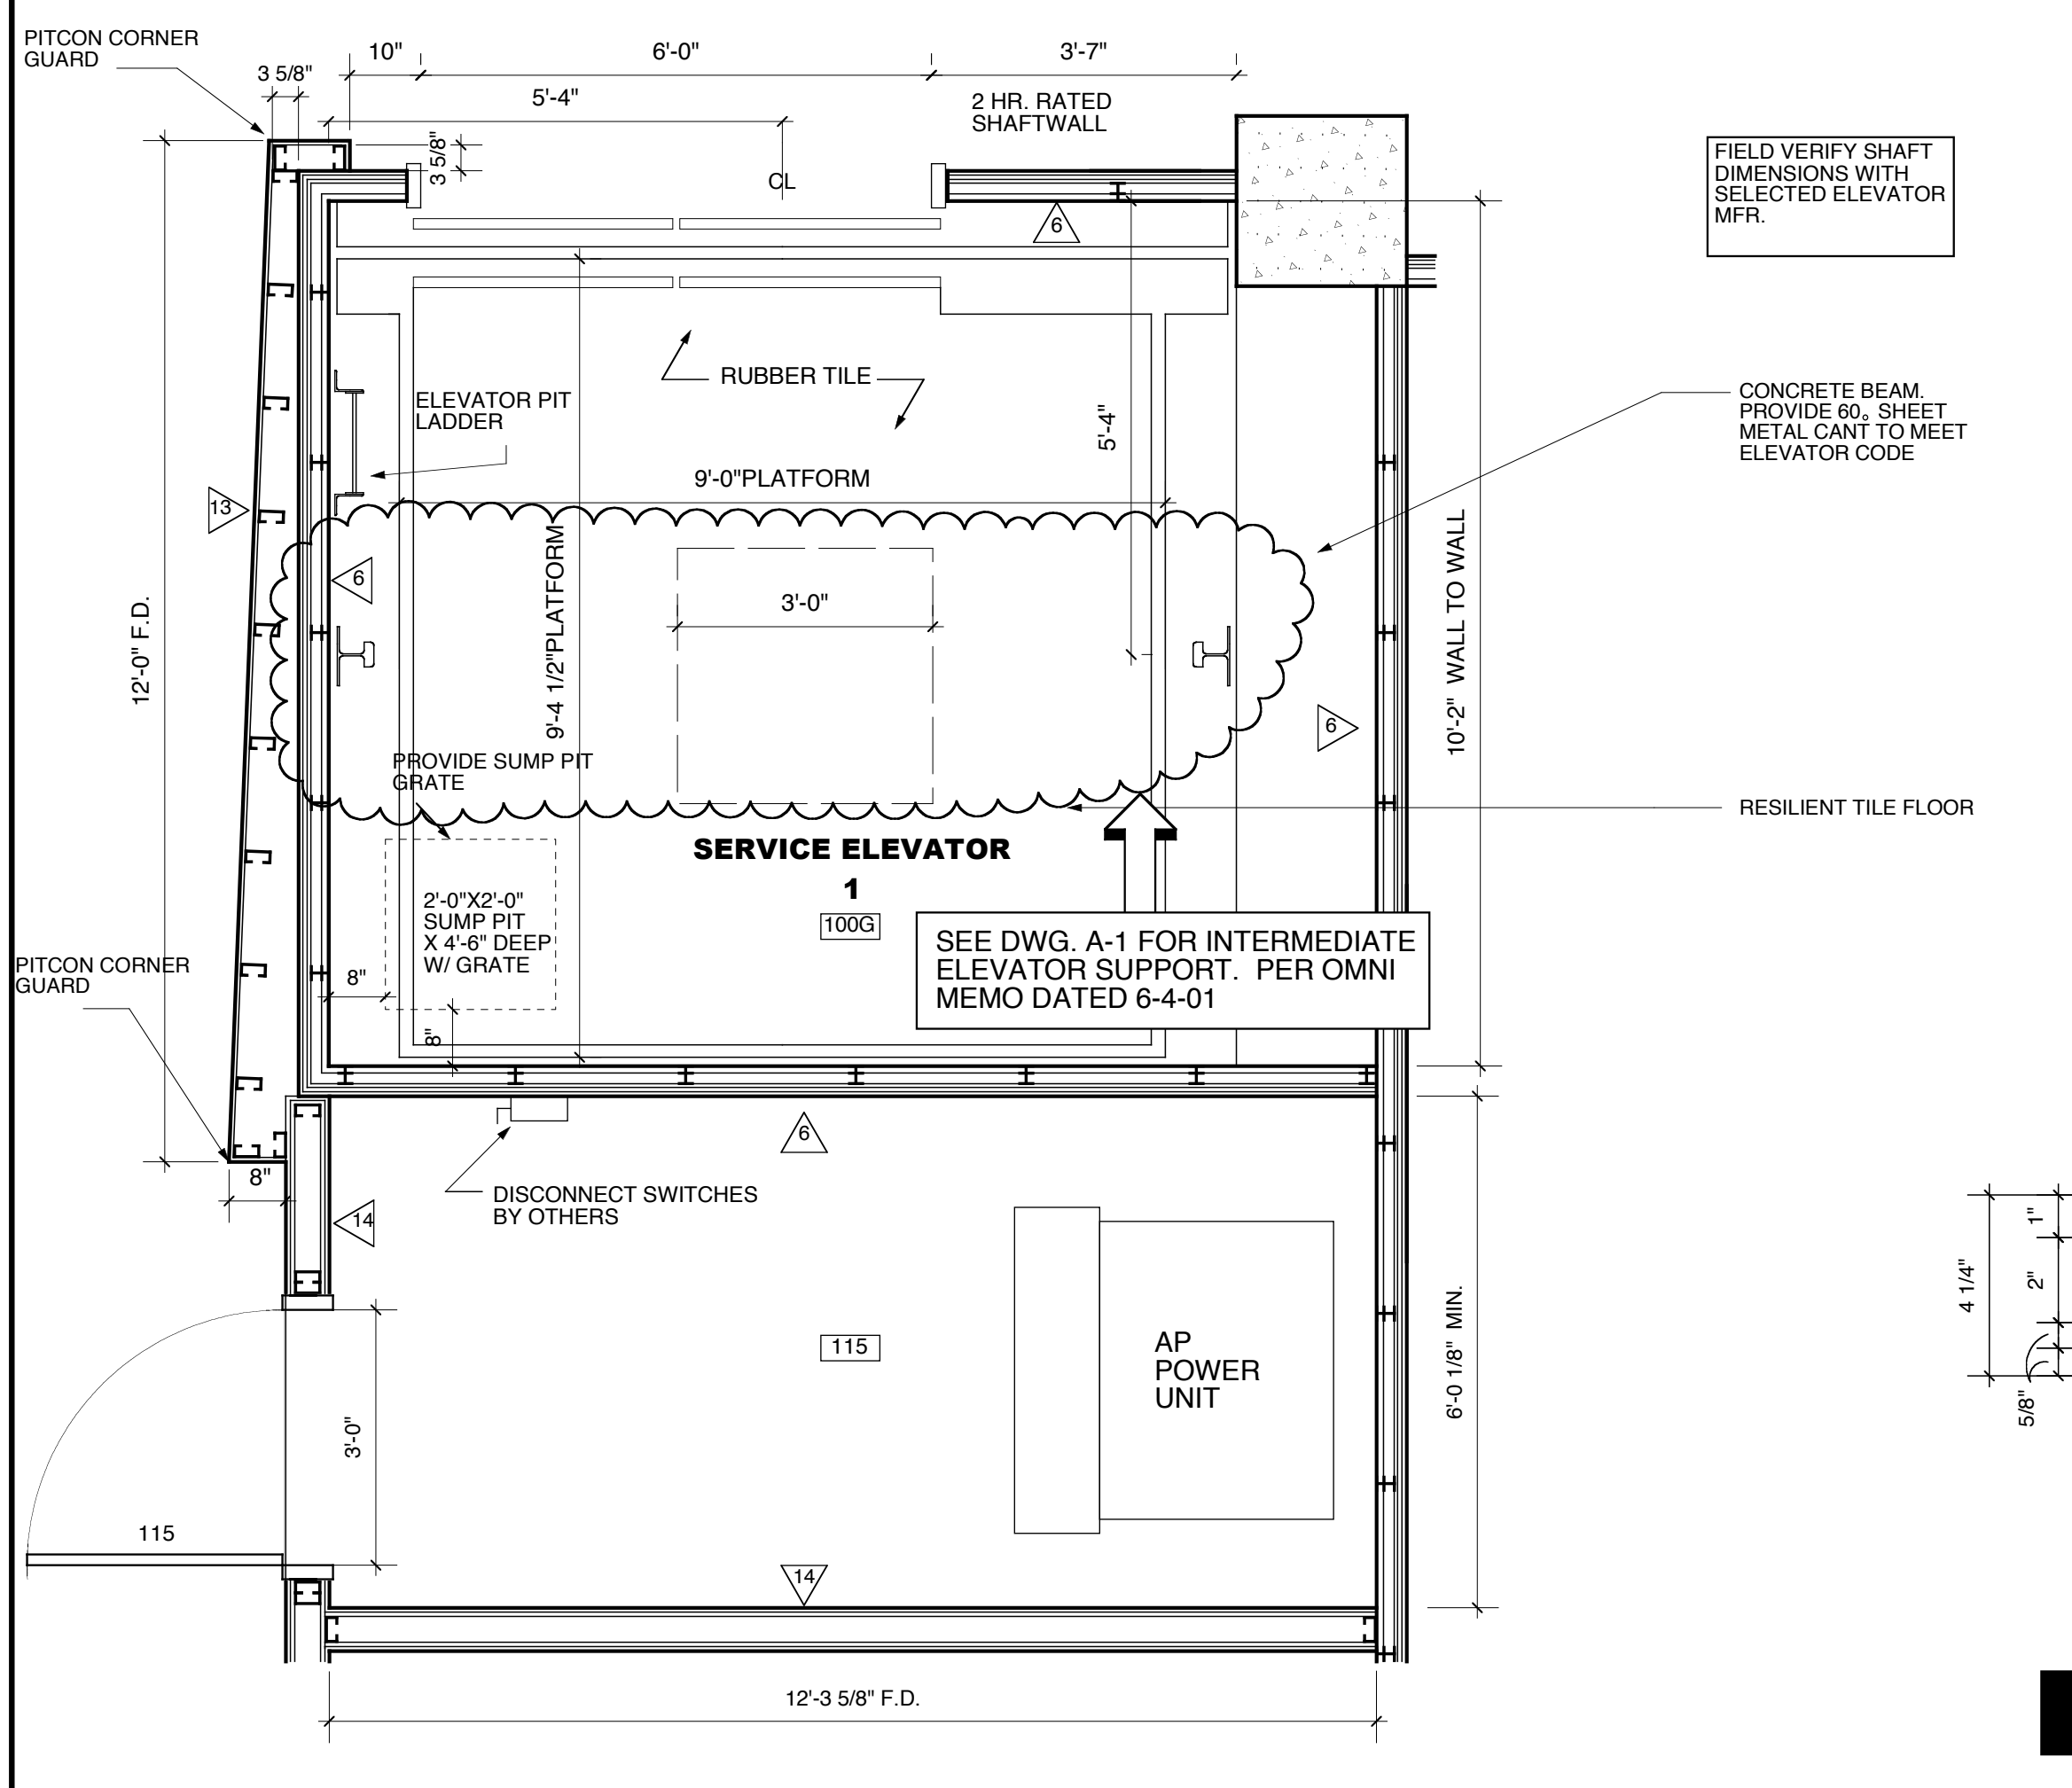 PITCON CORNER
GUARD
10"
6'-0"
3'-7"
3 5/8"
5'-4"
2 HR. RATED
SHAFTWALL
3 5/8"
CL
FIELD VERIFY SHAFT
DIMENSIONS WITH
SELECTED ELEVATOR
MFR.
6
RUBBER TILE
ELEVATOR PIT
LADDER
5'-4"
CONCRETE BEAM.
PROVIDE 60° SHEET
METAL CANT TO MEET
ELEVATOR CODE
9'-0"PLATFORM
13
6
9'-4 1/2"PLATFORM
3'-0"
12'-0" F.D.
10'-2" WALL TO WALL
6
PROVIDE SUMP PIT
GRATE
RESILIENT TILE FLOOR
SERVICE ELEVATOR
1
100G
2'-0"X2'-0"
SUMP PIT
X 4'-6" DEEP
W/ GRATE
SEE DWG. A-1 FOR INTERMEDIATE
ELEVATOR SUPPORT. PER OMNI
MEMO DATED 6-4-01
PITCON CORNER
GUARD
8"
8"
6
8"
DISCONNECT SWITCHES
BY OTHERS
14
1"
2"
4 1/4"
5/8"
115
AP
POWER
UNIT
6'-0 1/8" MIN.
3'-0"
115
14
12'-3 5/8" F.D.